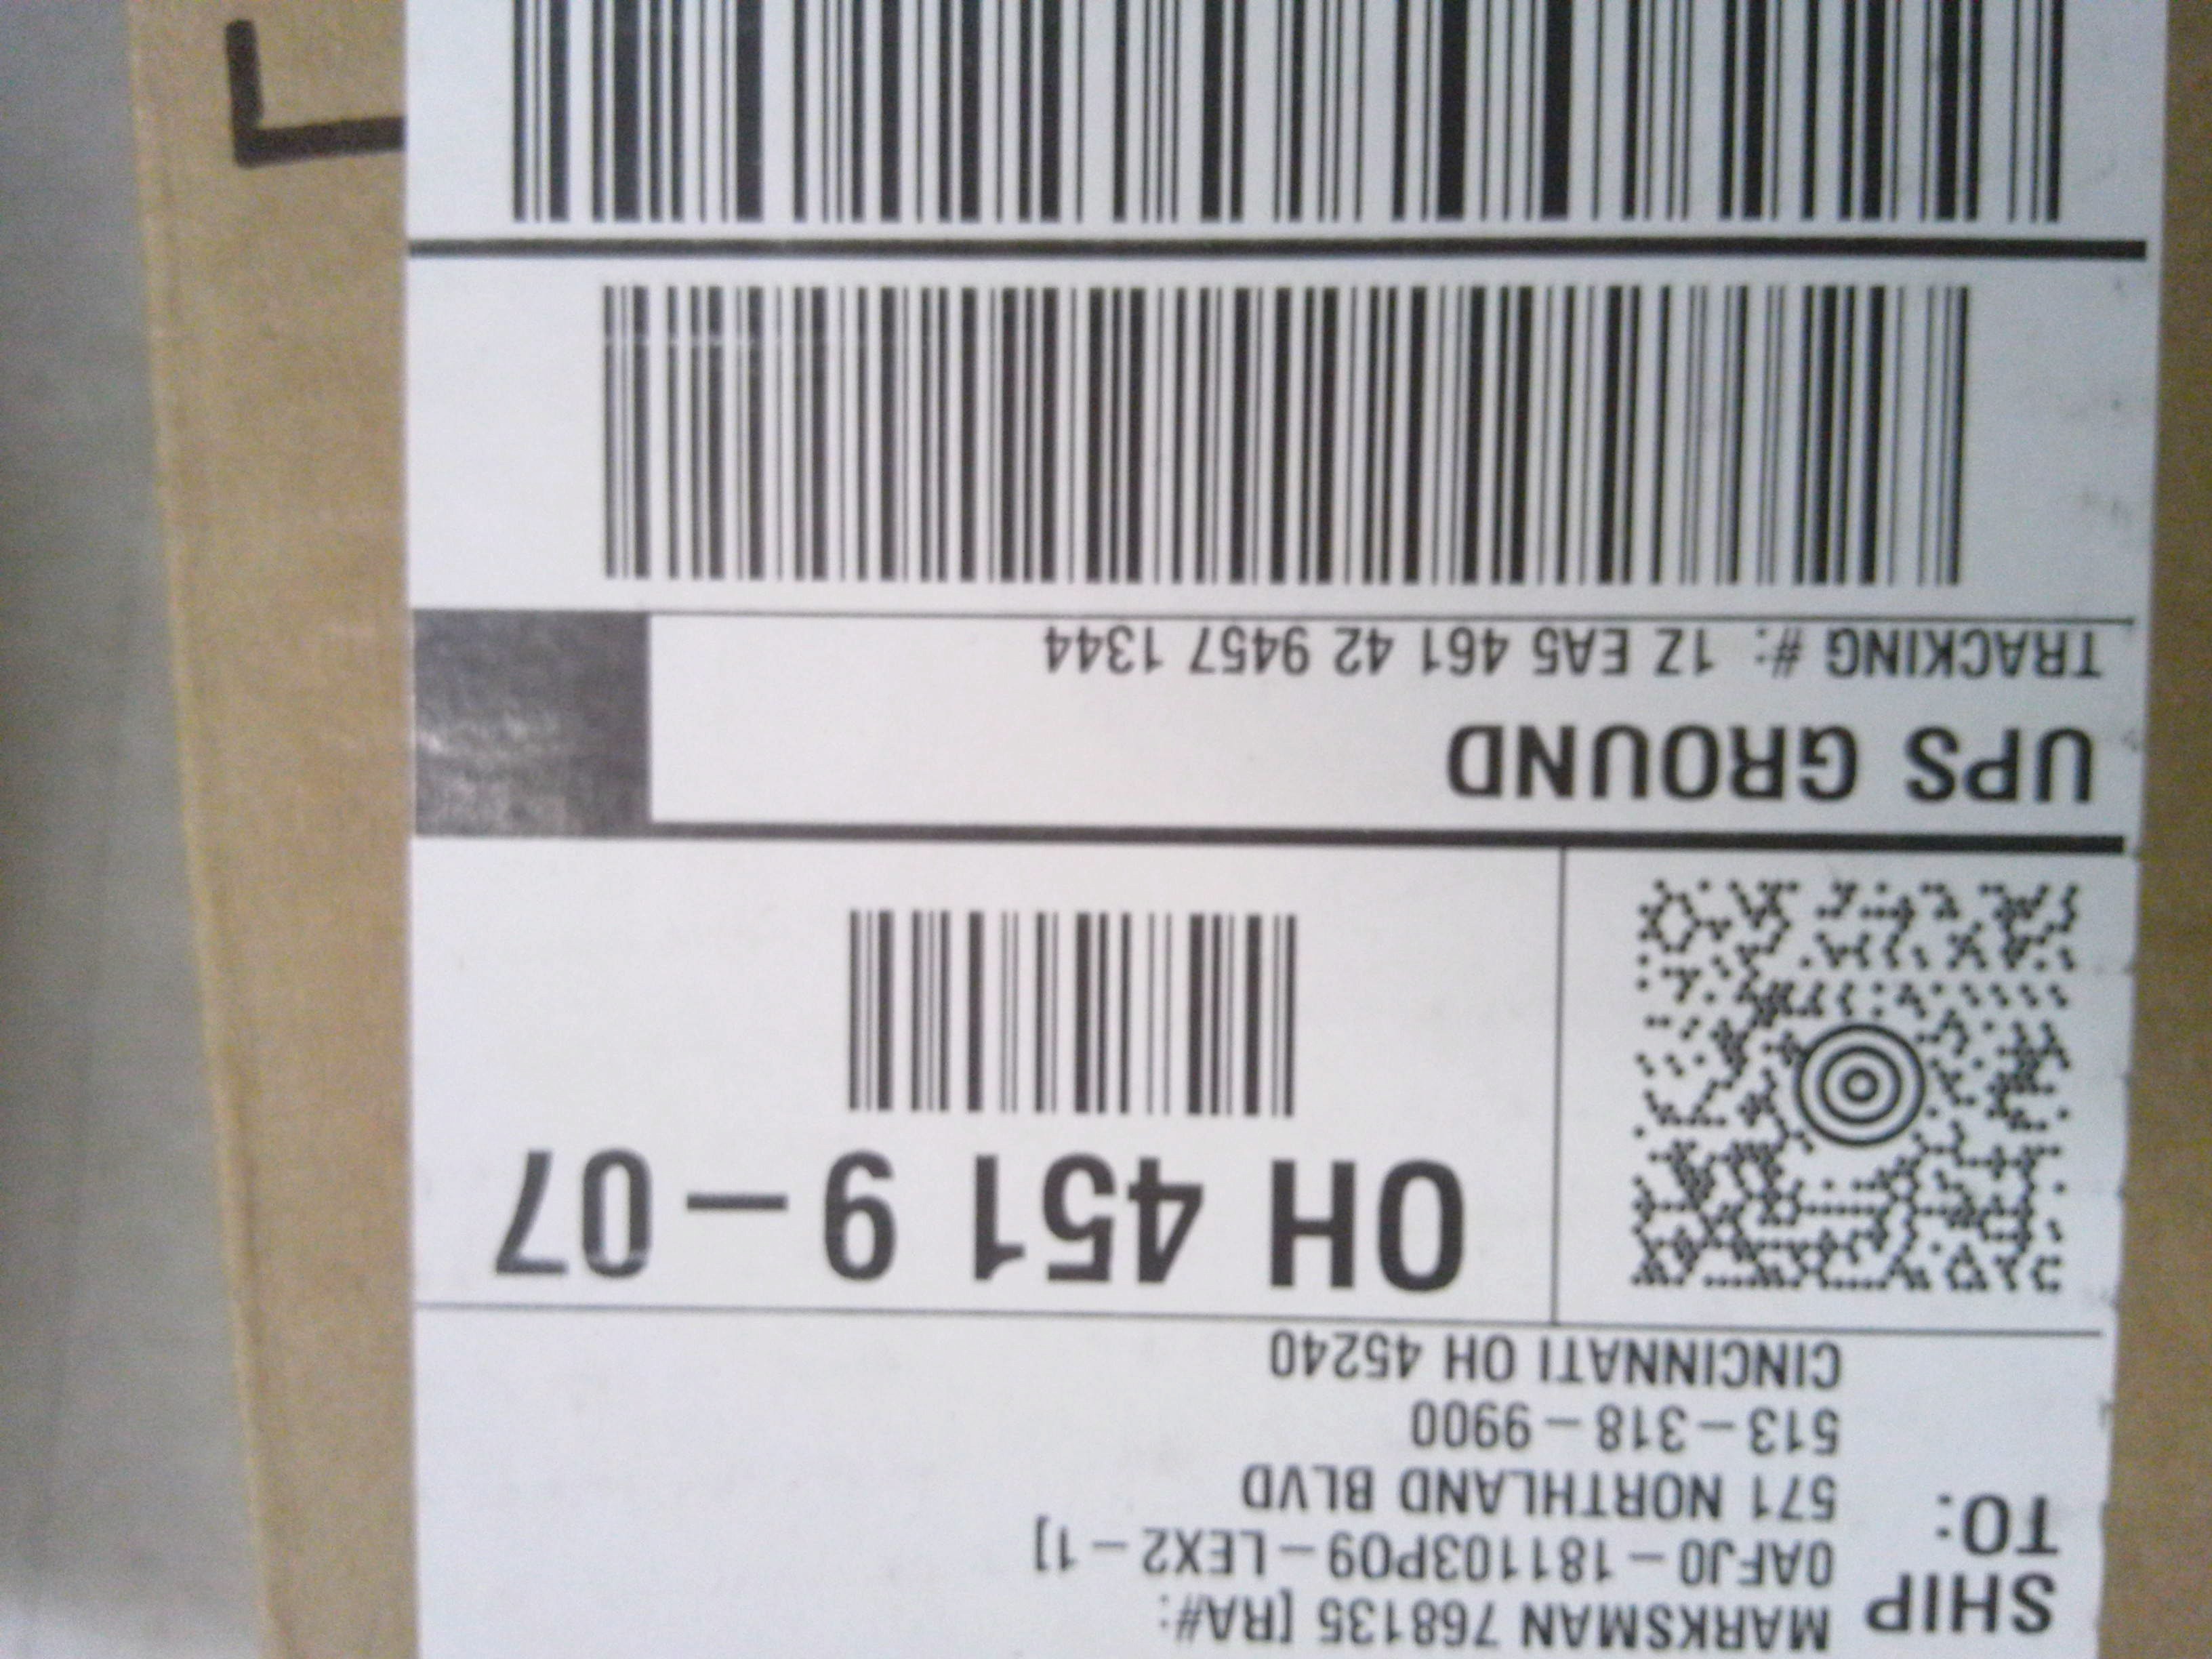 SHIP
TO:
MARKSMAN 768135 [RA#:
0AFJ0-181103P09-LEX2-1]
571 NORTHLAND BLVD
513-318-9900
CINCINNATI OH 45240
OH 451 9-07
UPS GROUND
TRACKING #: 1Z EA5 461 42 9457 1344